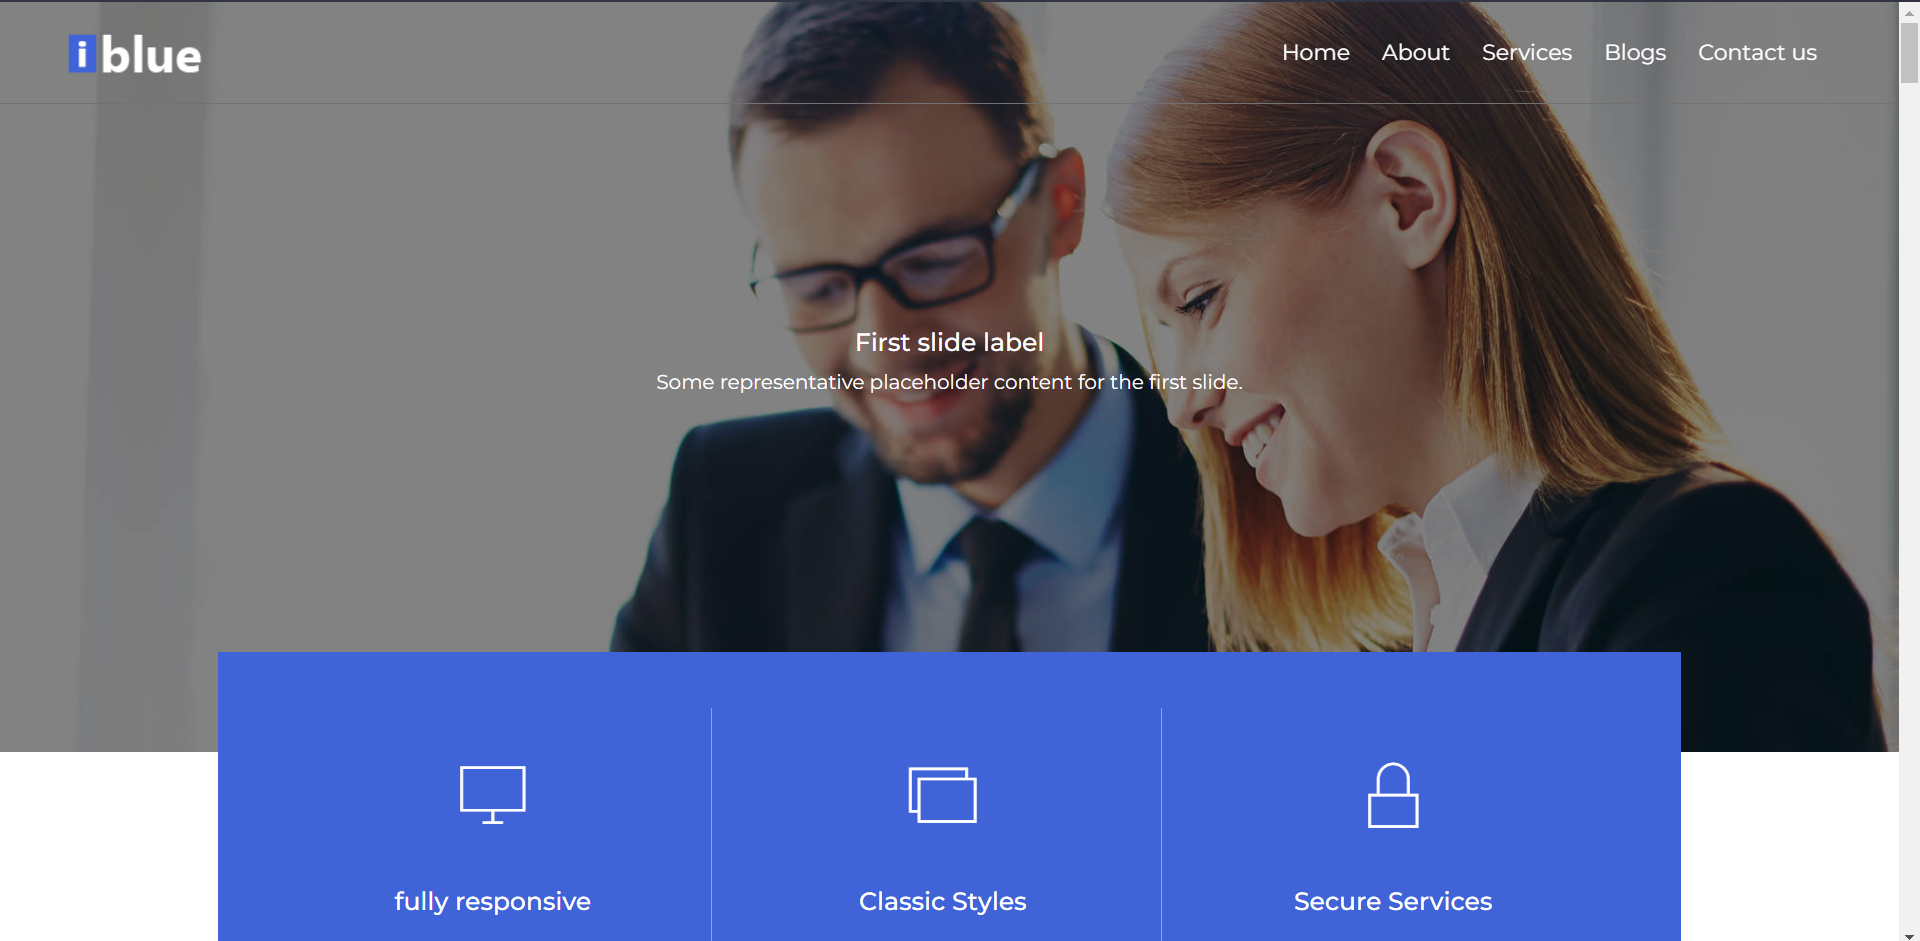 i blue
Home About Services Blogs Contact us
First slide label
Some representative placeholder content for the first slide.
fully responsive
Classic Styles
Secure Services